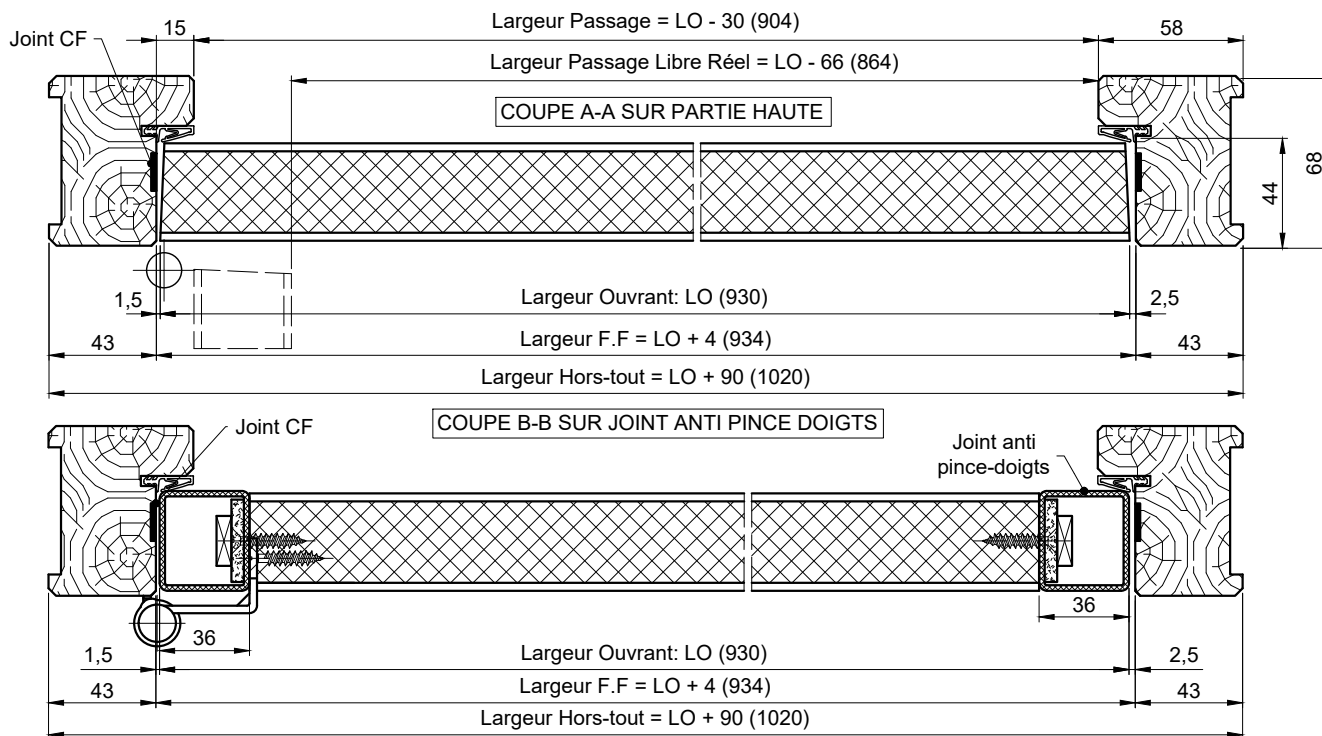 Largeur Passage = LO - 30 (904)
15
58
Joint CF
Largeur Passage Libre Réel = LO - 66 (864)
COUPE A-A SUR PARTIE HAUTE
44
68
1,5
Largeur Ouvrant: LO (930)
2,5
43
Largeur F.F = LO + 4 (934)
43
Largeur Hors-tout = LO + 90 (1020)
COUPE B-B SUR JOINT ANTI PINCE DOIGTS
Joint CF
Joint anti
pince-doigts
36
36
1,5
Largeur Ouvrant: LO (930)
2,5
43
Largeur F.F = LO + 4 (934)
43
Largeur Hors-tout = LO + 90 (1020)